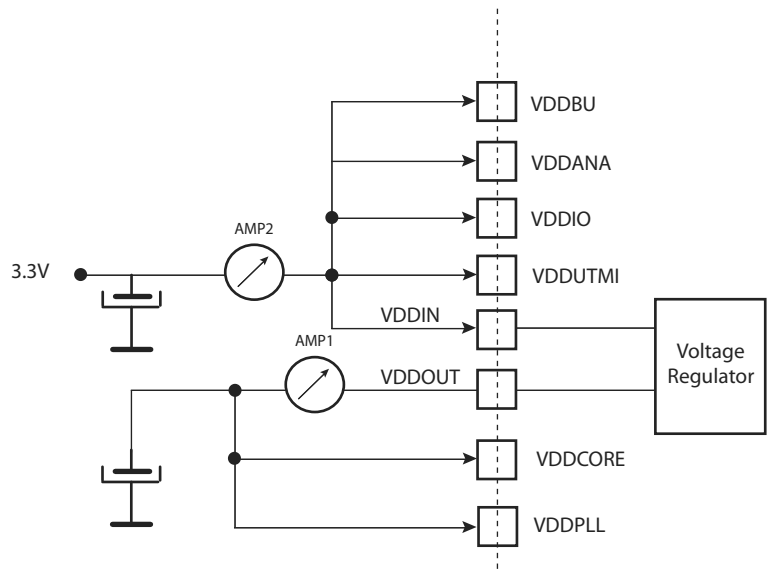 VDDBU
VDDANA
VDDIO
AMP2
3.3V
VDDUTMI
VDDIN
AMP1
VDDOUT
Voltage
Regulator
VDDCORE
VDDPLL